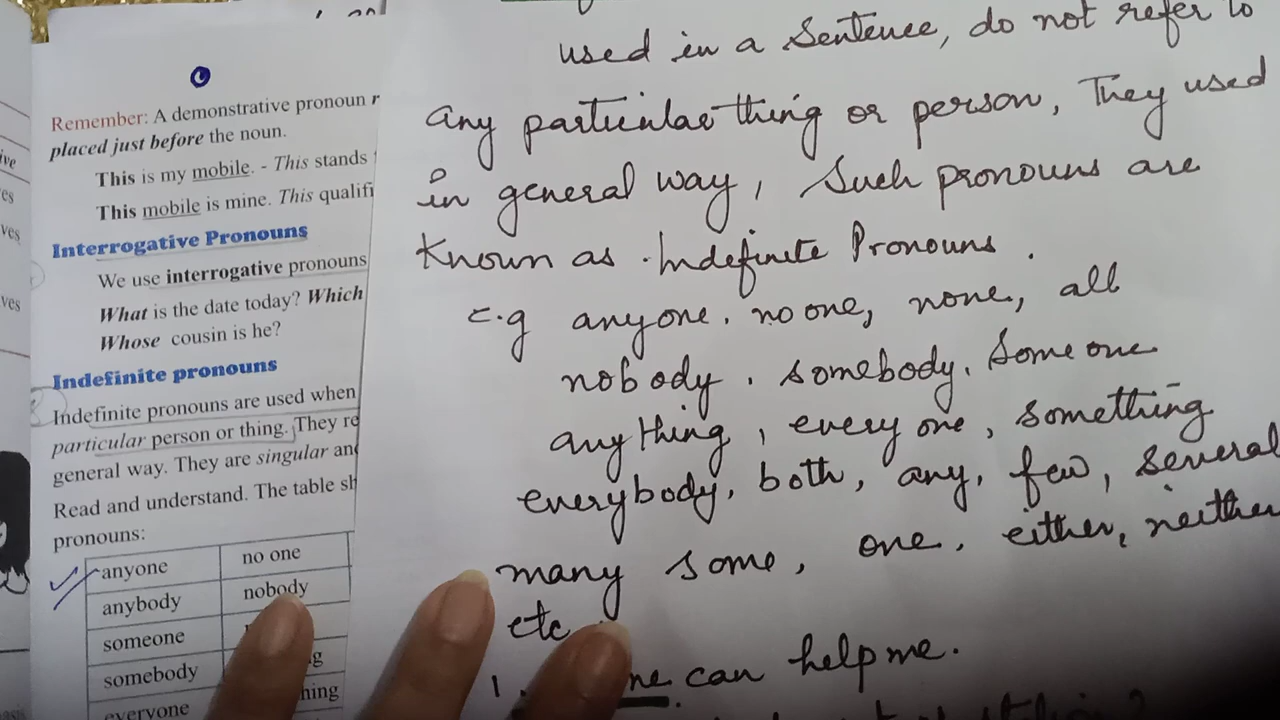 Remember: A demonstrative pronoun
placed just before the noun.
This is my mobile. - This stands
This mobile is mine. This qualifi
Interrogative Pronouns
We use interrogative pronouns
What is the date today? Which
Whose cousin is he?
Indefinite pronouns
Indefinite pronouns are used when
particular person or thing. They re
general way. They are singular and
Read and understand. The table sh
pronouns:
anyone no one
anybody nobody
someone
somebody
everyone hing
used in a Sentence, do not refer to
any particular thing or person, They used
in general way, Such pronouns are
Known as Indefinite Pronouns.
e.g anyone, no one, none, all
nobody, somebody, Someone
anything, every one, something
everybody, both, any, few, several
many some, one, either, neither
etc
1. ne can help me.